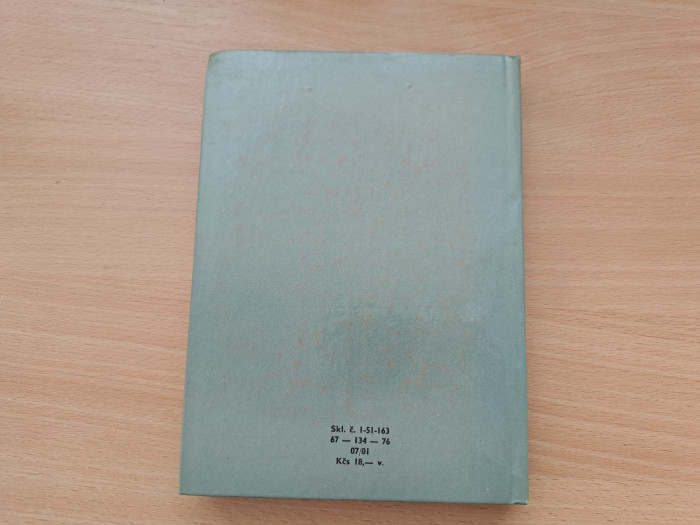 Skl. č. 1-51-163
67 — 134 — 76
07/01
Kčs 18,— v.